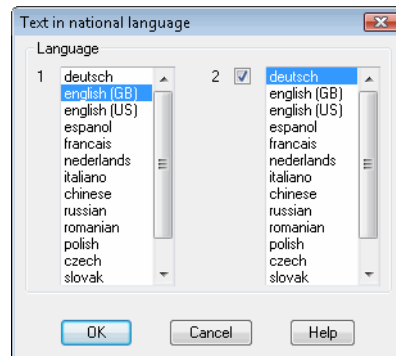 Text in national language
Language
1
deutsch
english (GB)
english (US)
espanol
francais
nederlands
italiano
chinese
russian
romanian
polish
czech
slovak
2
deutsch
english (GB)
english (US)
espanol
francais
nederlands
italiano
chinese
russian
romanian
polish
czech
slovak
OK
Cancel
Help